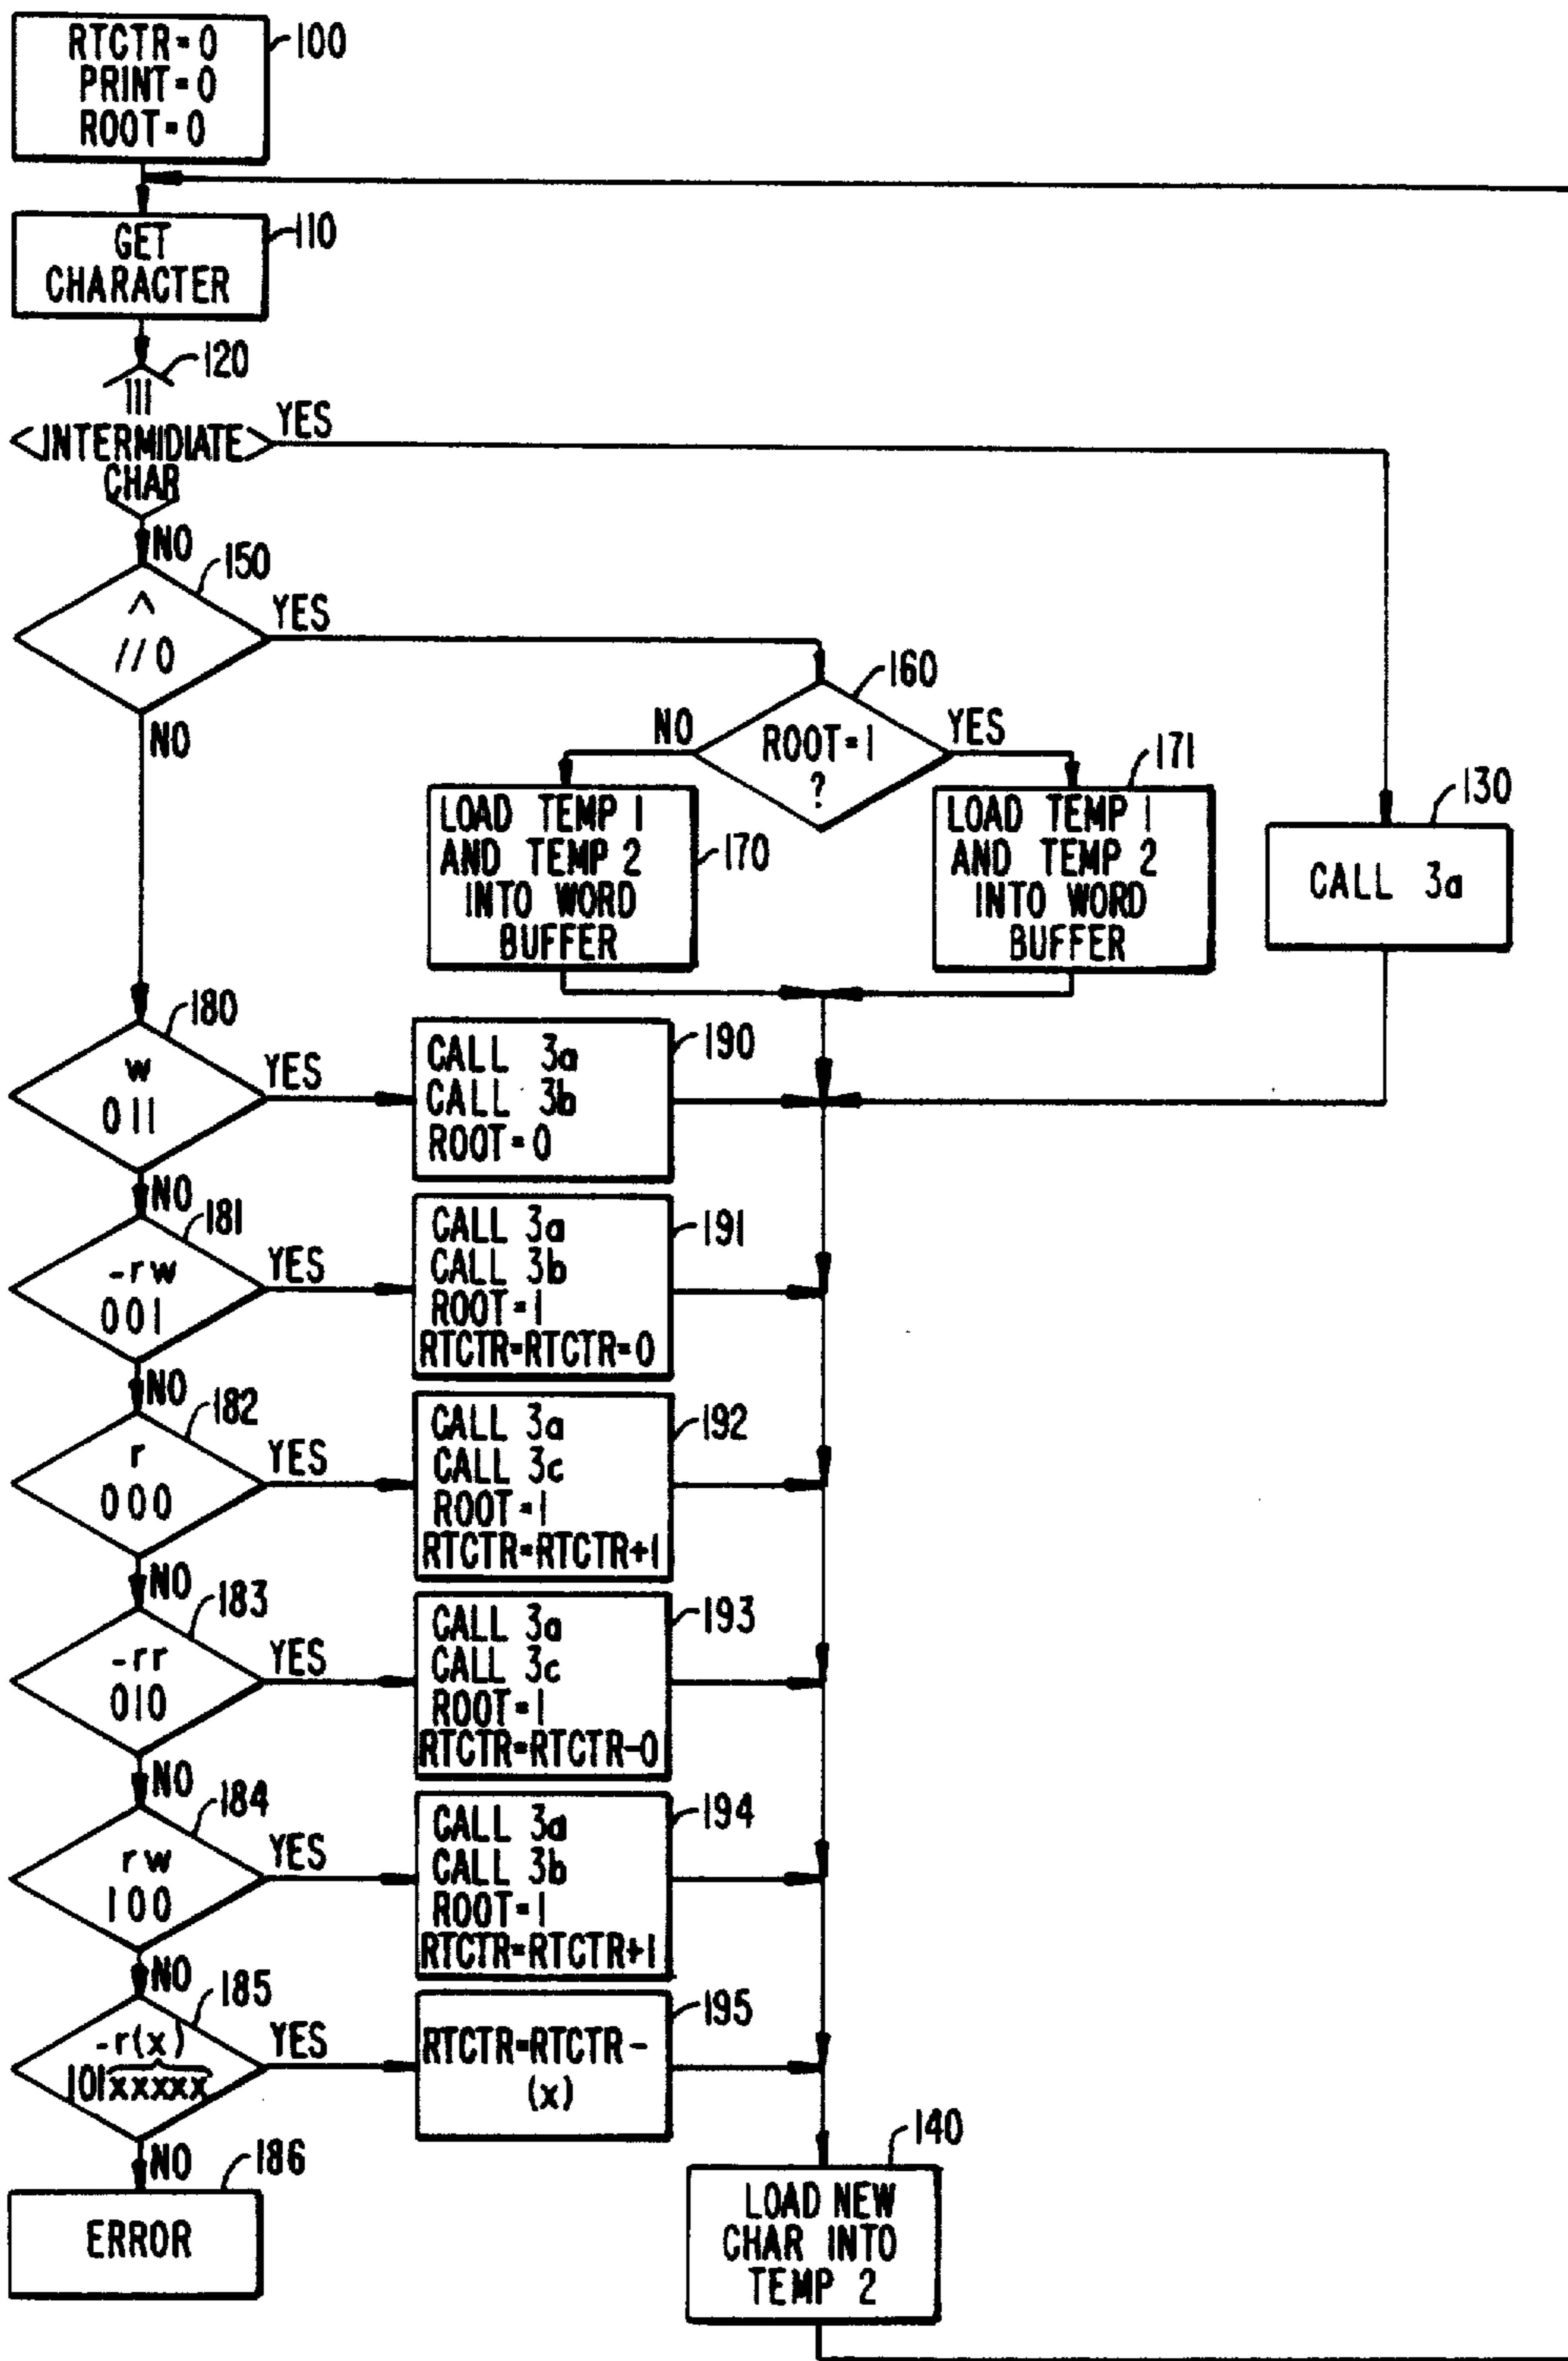 RTCTR=0
PRINT=0
ROOT=0
100
GET
CHARACTER
110
120
111
INTERMIDIATE
CHAR
YES
NO
150
^
//0
YES
NO
160
ROOT=1
?
NO
YES
LOAD TEMP 1
AND TEMP 2
INTO WORD
BUFFER
170
LOAD TEMP 1
AND TEMP 2
INTO WORD
BUFFER
171
130
CALL 3a
180
w
011
YES
NO
CALL 3a
CALL 3b
ROOT=0
190
181
-rw
001
YES
NO
CALL 3a
CALL 3b
ROOT=1
RTCTR=RTCTR=0
191
182
r
000
YES
NO
CALL 3a
CALL 3c
ROOT=1
RTCTR=RTCTR+1
192
183
-rr
010
YES
NO
CALL 3a
CALL 3c
ROOT=1
RTCTR=RTCTR-0
193
184
rw
100
YES
NO
CALL 3a
CALL 3b
ROOT=1
RTCTR=RTCTR+1
194
185
-r(x)
101xxxxx
YES
NO
RTCTR=RTCTR-
(x)
195
186
ERROR
140
LOAD NEW
CHAR INTO
TEMP 2